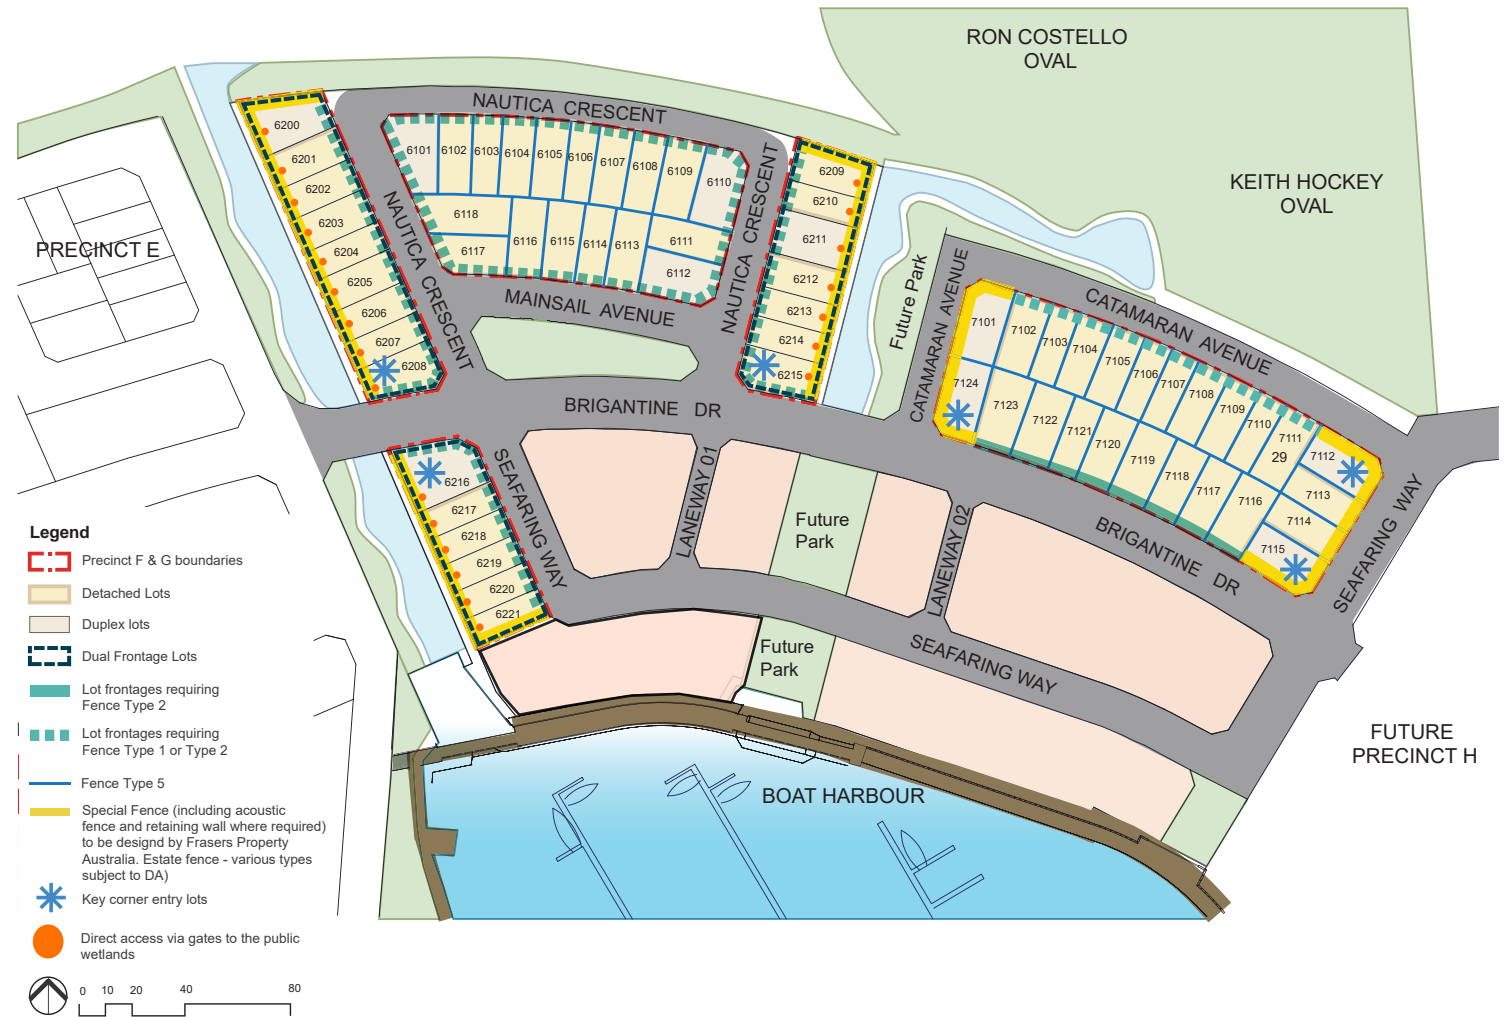 RON COSTELLO
OVAL
KEITH HOCKEY
OVAL
NAUTICA CRESCENT
6200
6201
6202
6203
6204
6205
6206
6207
6208
NAUTICA CRESCENT
6101
6102
6103
6104
6105
6106
6107
6108
6109
6110
6118
6117
6116
6115
6114
6113
6111
6112
MAINSAIL AVENUE
NAUTICA CRESCENT
6209
6210
6211
6212
6213
6214
6215
PRECINCT E
Future Park
CATAMARAN AVENUE
CATAMARAN AVENUE
7101
7102
7103
7104
7105
7106
7107
7108
7109
7110
7111
29
7112
7113
7114
7115
7116
7117
7118
7119
7120
7121
7122
7123
7124
BRIGANTINE DR
BRIGANTINE DR
SEAFARING WAY
6216
6217
6218
6219
6220
6221
SEAFARING WAY
LANEWAY 01
Future
Park
LANEWAY 02
SEAFARING WAY
Future
Park
FUTURE
PRECINCT H
BOAT HARBOUR
Legend
Precinct F & G boundaries
Detached Lots
Duplex lots
Dual Frontage Lots
Lot frontages requiring
Fence Type 2
Lot frontages requiring
Fence Type 1 or Type 2
Fence Type 5
Special Fence (including acoustic
fence and retaining wall where required)
to be designd by Frasers Property
Australia. Estate fence - various types
subject to DA)
Key corner entry lots
Direct access via gates to the public
wetlands
0 10 20 40 80